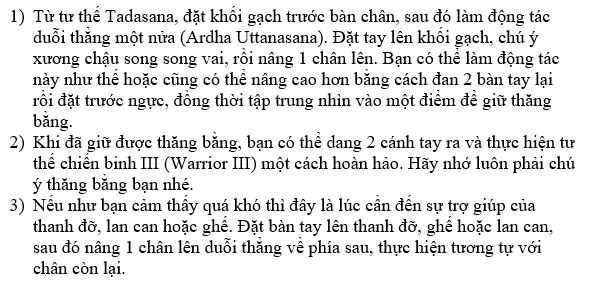 1) Từ tư thế Tadasana, đặt khối gạch trước bàn chân, sau đó làm động tác
duỗi thẳng một nửa (Ardha Uttanasana). Đặt tay lên khối gạch, chú ý
xương chậu song song vai, rồi nâng 1 chân lên. Bạn có thể làm động tác
này như thế hoặc cũng có thể nâng cao hơn bằng cách đan 2 bàn tay lại
rồi đặt trước ngực, đồng thời tập trung nhìn vào một điểm để giữ thăng
bằng.
2) Khi đã giữ được thăng bằng, bạn có thể dang 2 cánh tay ra và thực hiện tư
thế chiến binh III (Warrior III) một cách hoàn hảo. Hãy nhớ luôn phải chú
ý thăng bằng bạn nhé.
3) Nếu như bạn cảm thấy quá khó thì đây là lúc cần đến sự trợ giúp của
thanh đỡ, lan can hoặc ghế. Đặt bàn tay lên thanh đỡ, ghế hoặc lan can,
sau đó nâng 1 chân lên duỗi thẳng về phía sau, thực hiện tương tự với
chân còn lại.